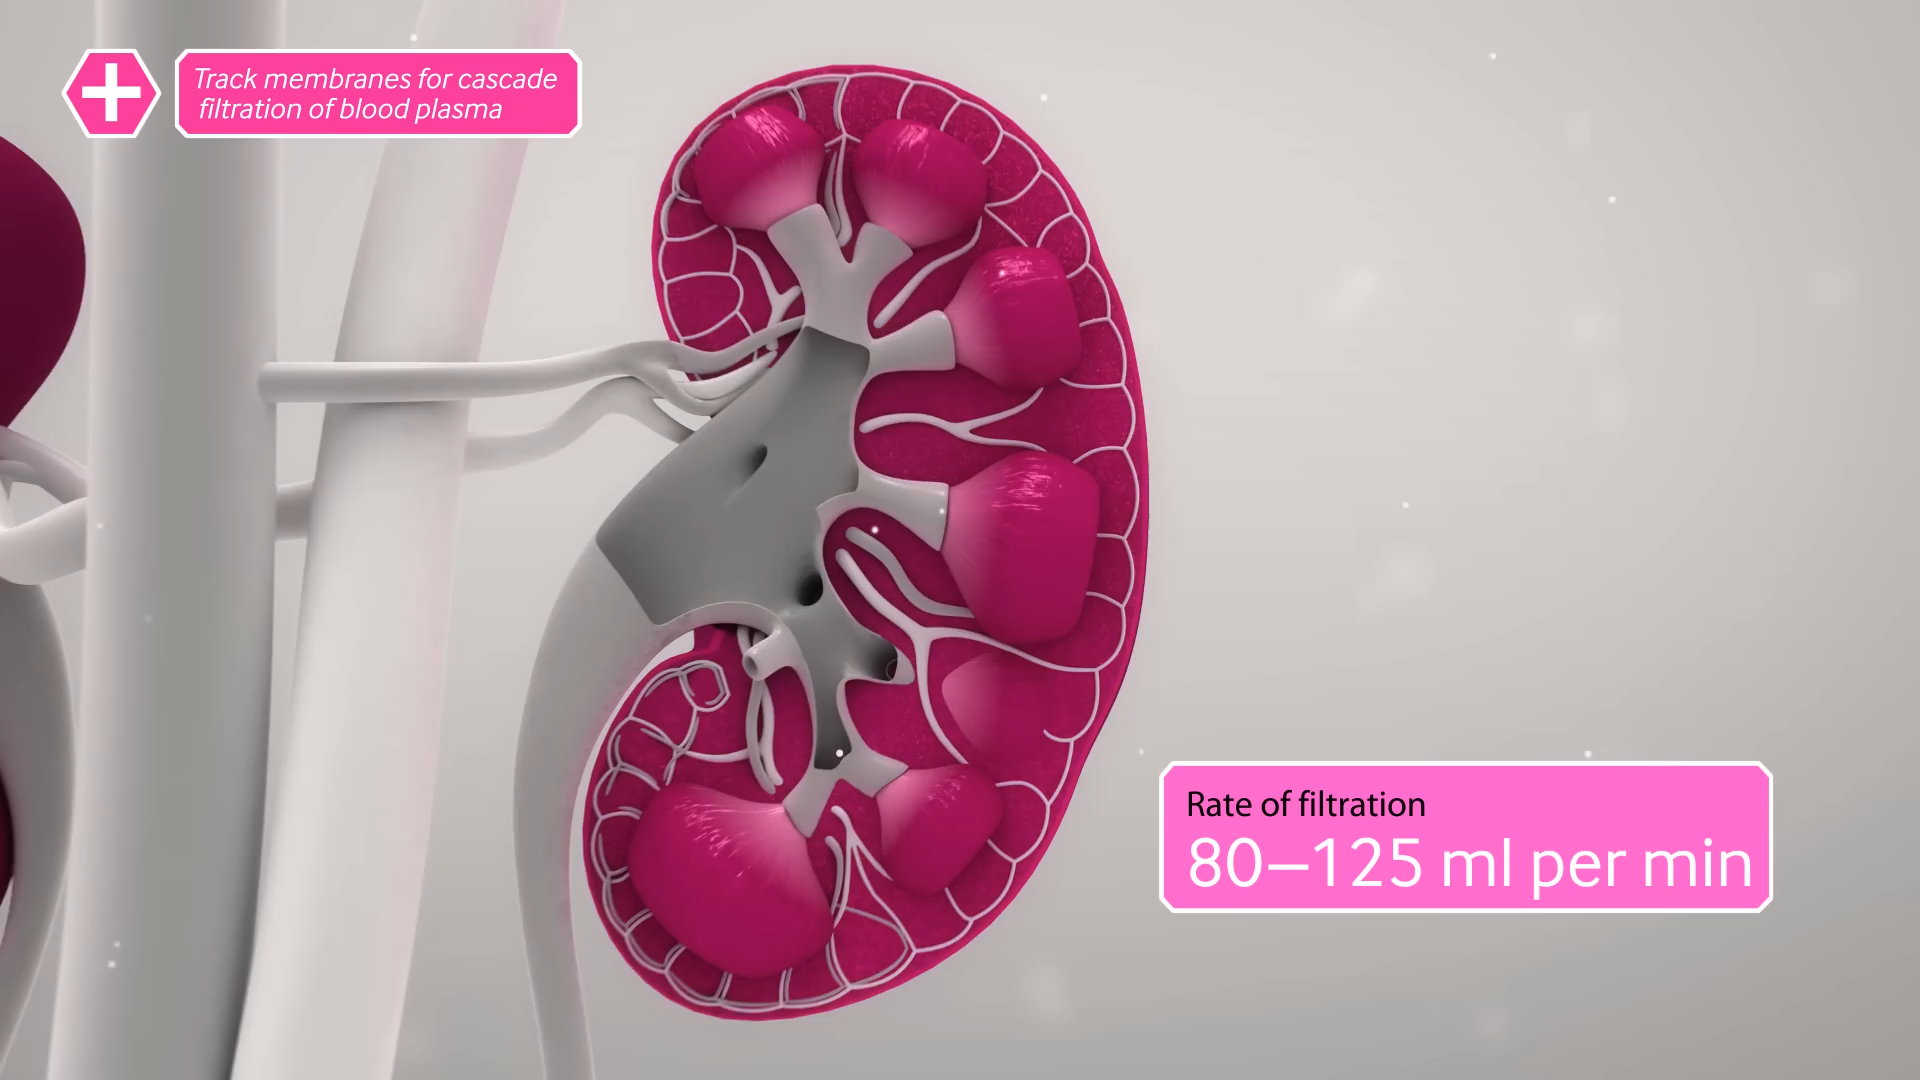 Track membranes for cascade
filtration of blood plasma
Rate of filtration
80–125 ml per min